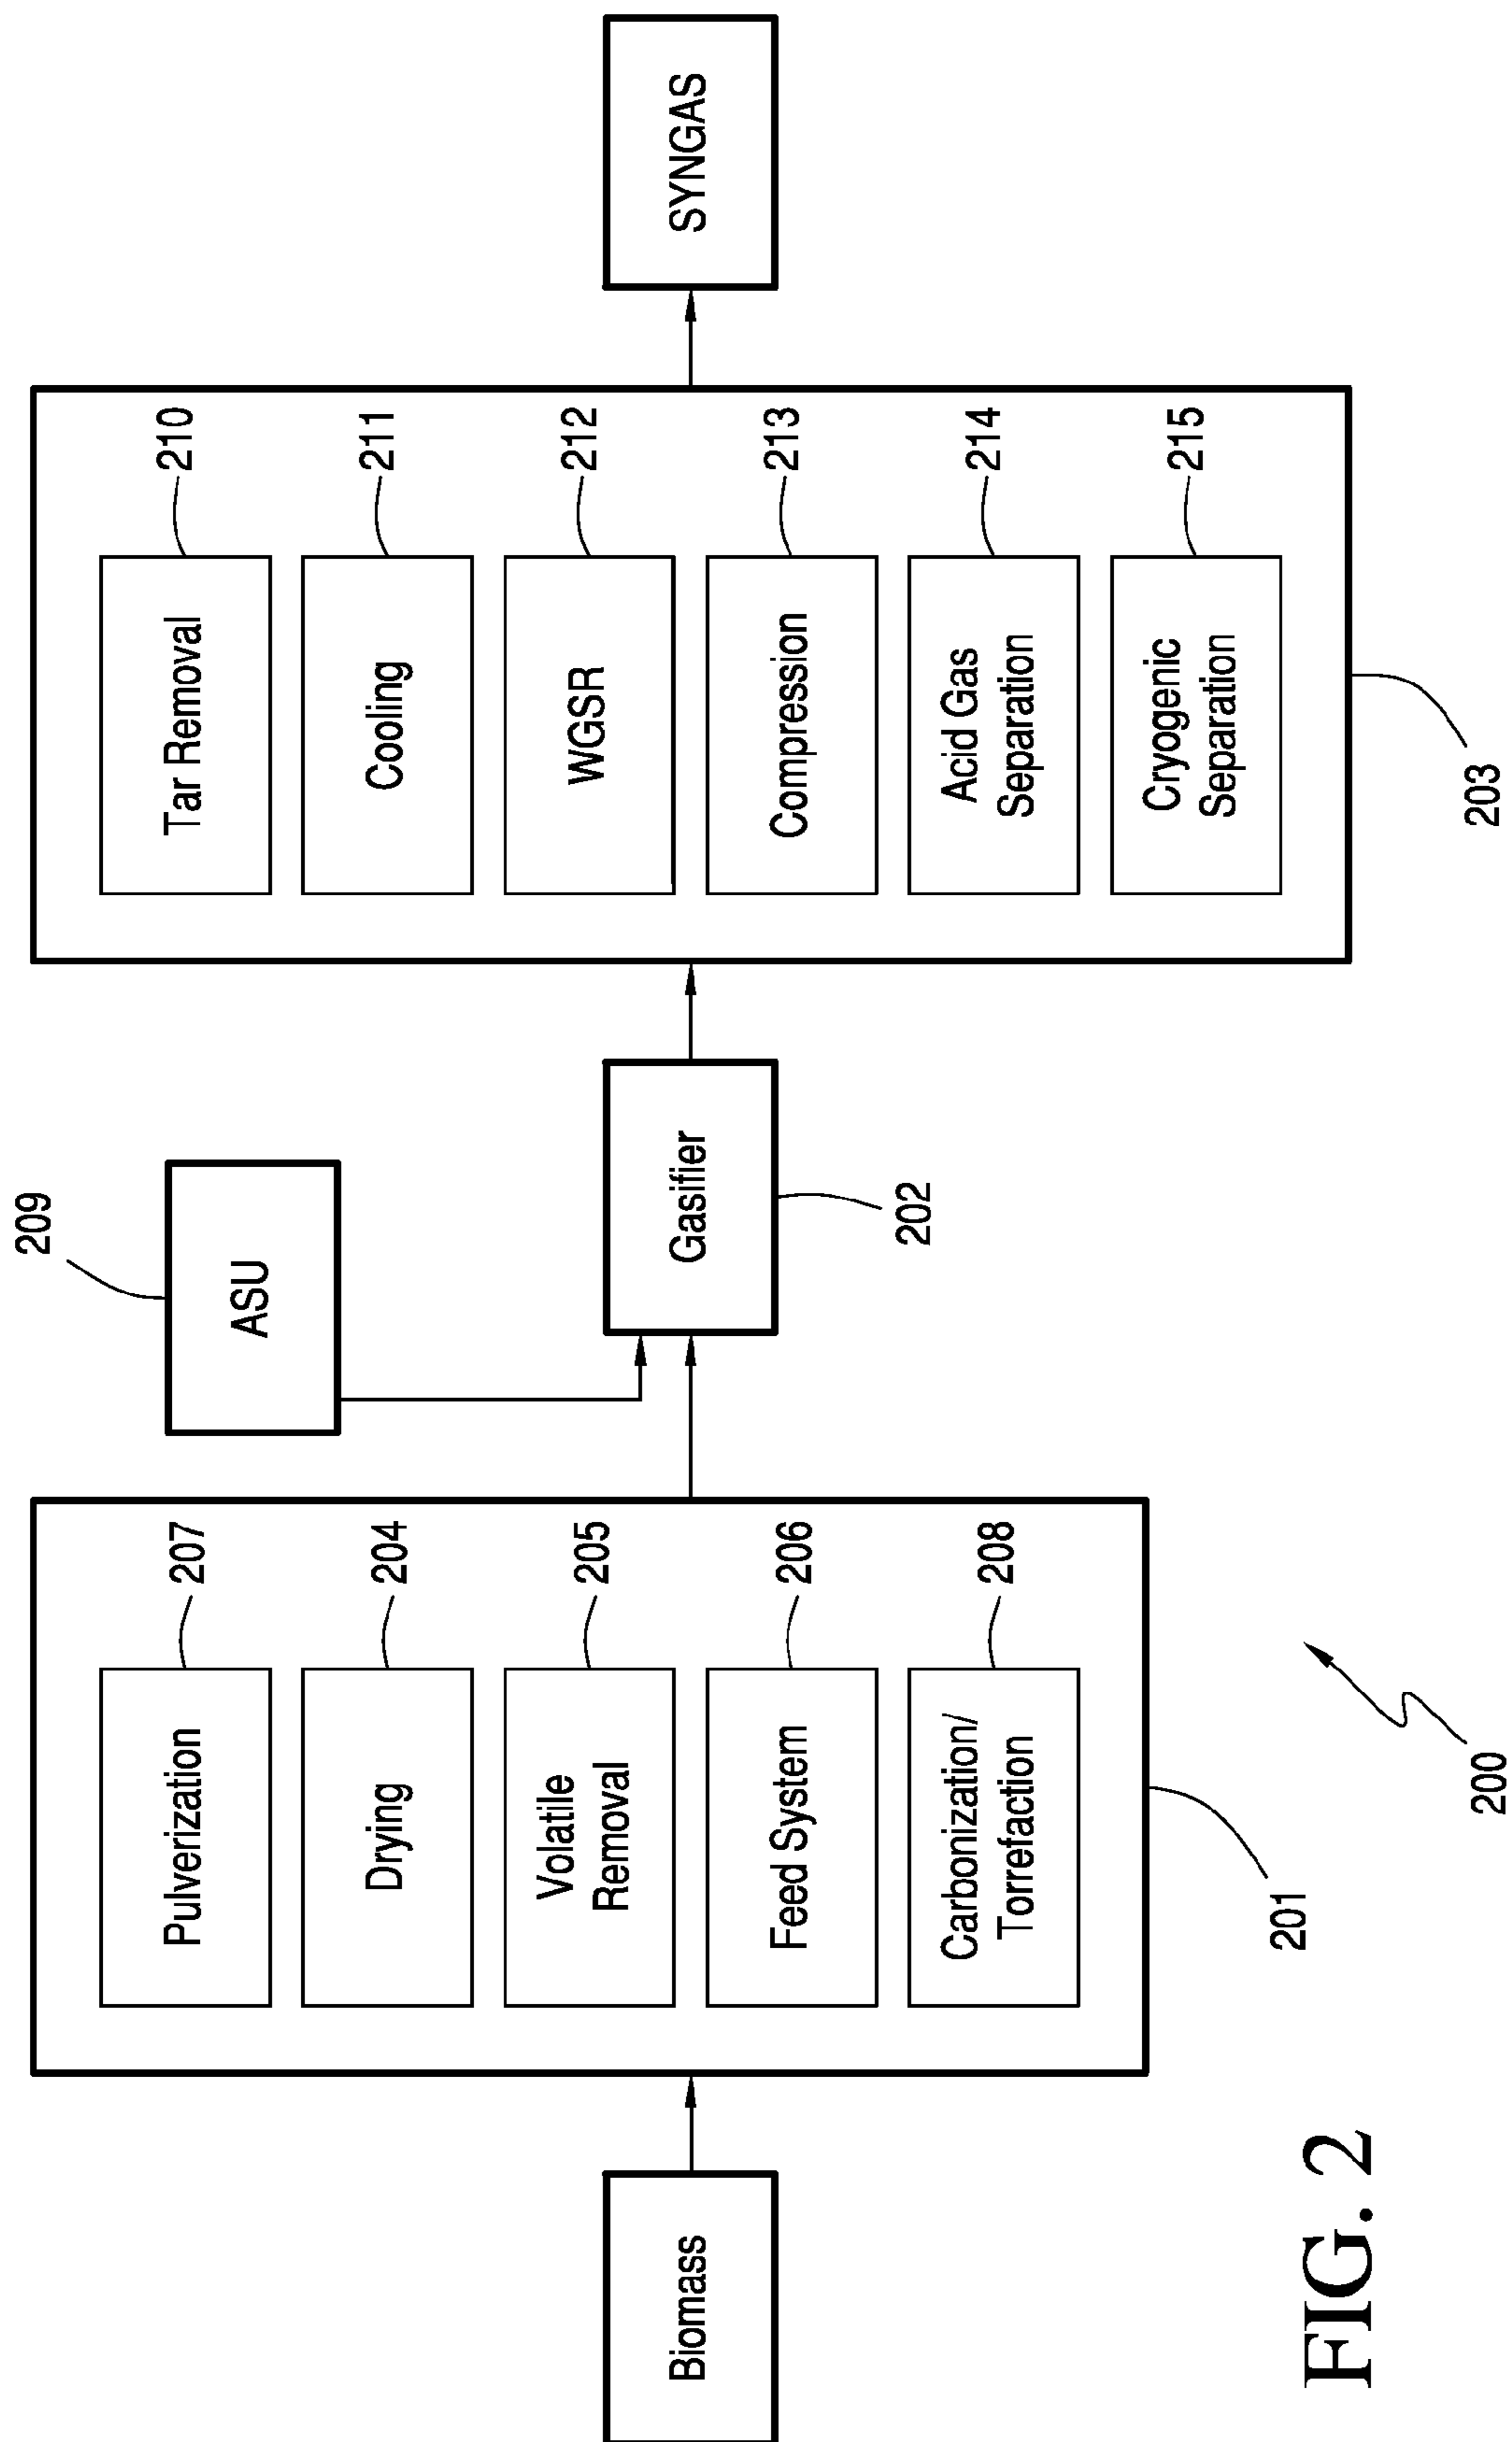 Biomass
Pulverization
207
Drying
204
Volatile
Removal
205
Feed System
206
Carbonization/
Torrefaction
208
201
200
209
ASU
Gasifier
202
Tar Removal
210
Cooling
211
WGSR
212
Compression
213
Acid Gas
Separation
214
Cryogenic
Separation
215
203
SYNGAS
FIG. 2